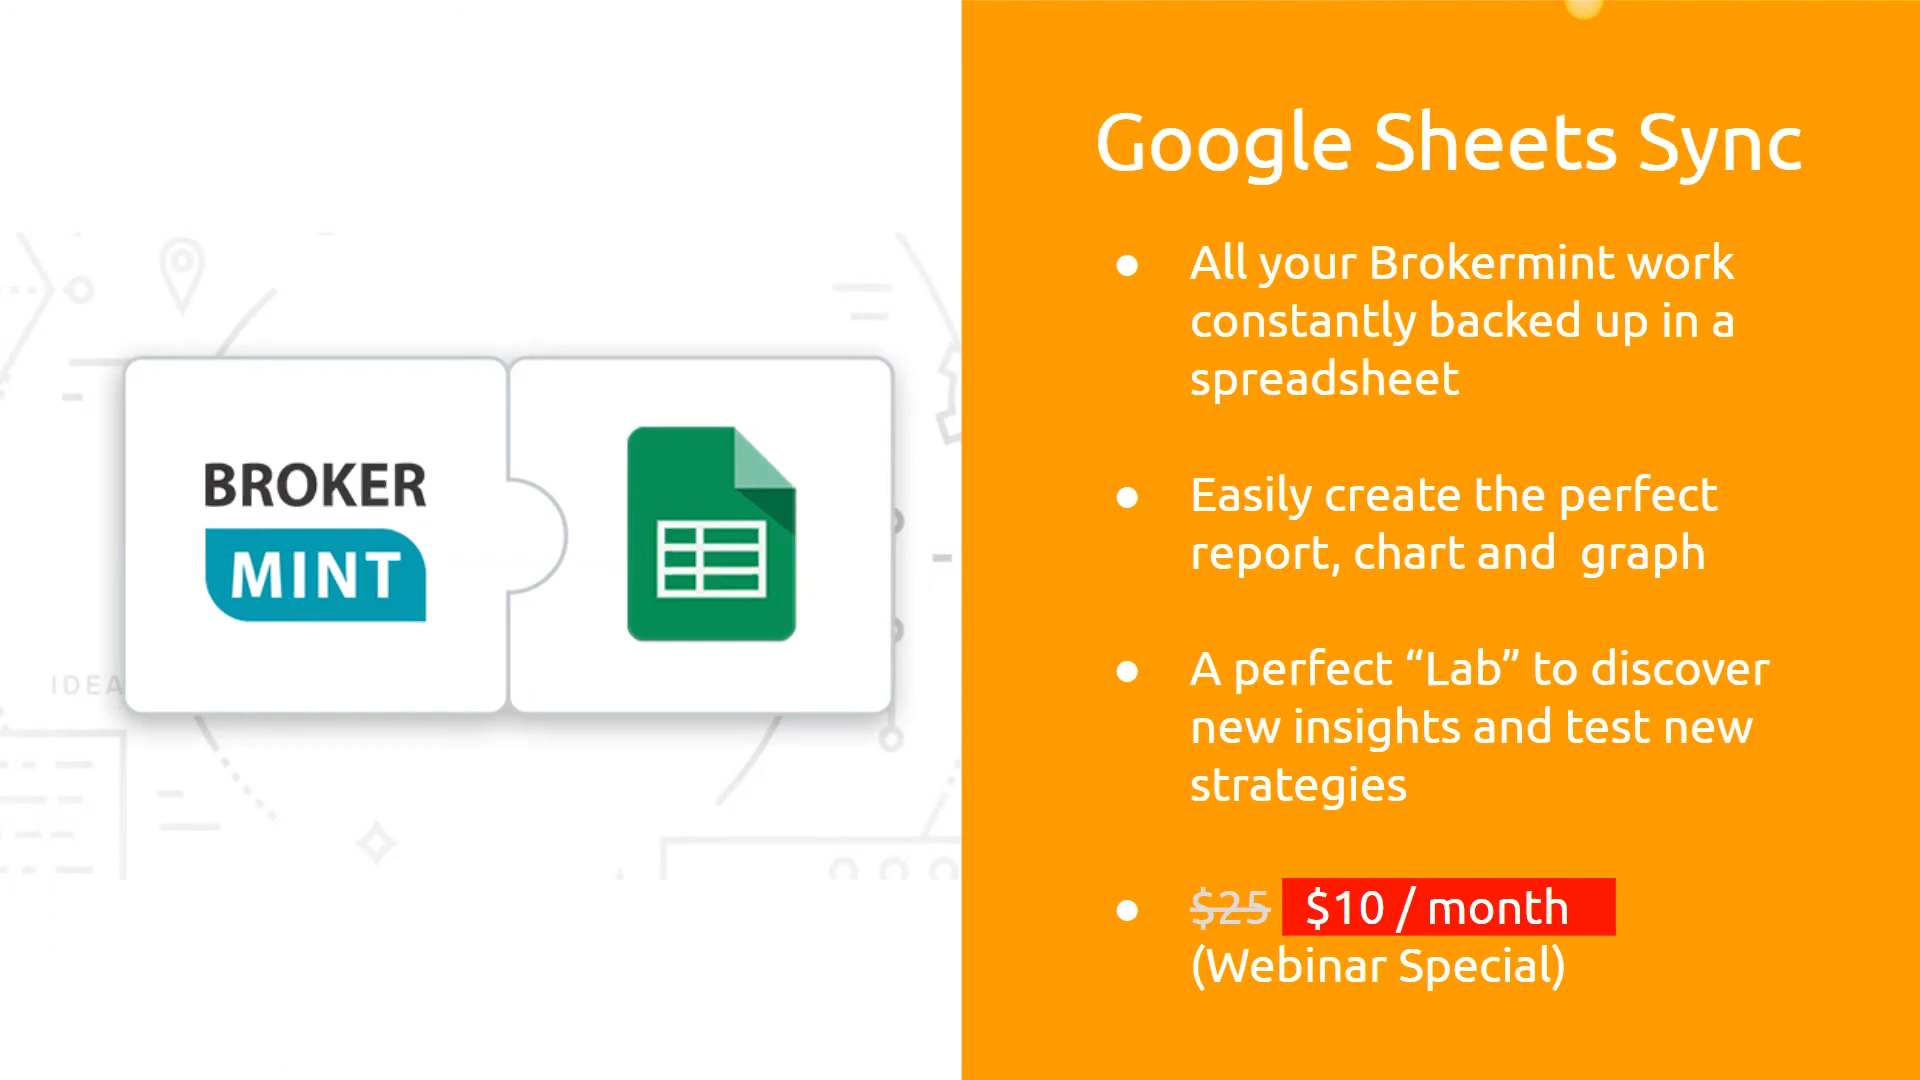 BROKER
MINT
IDEA
Google Sheets Sync
● All your Brokermint work
constantly backed up in a
spreadsheet
● Easily create the perfect
report, chart and  graph
● A perfect “Lab” to discover
new insights and test new
strategies
● $25 $10 / month
(Webinar Special)